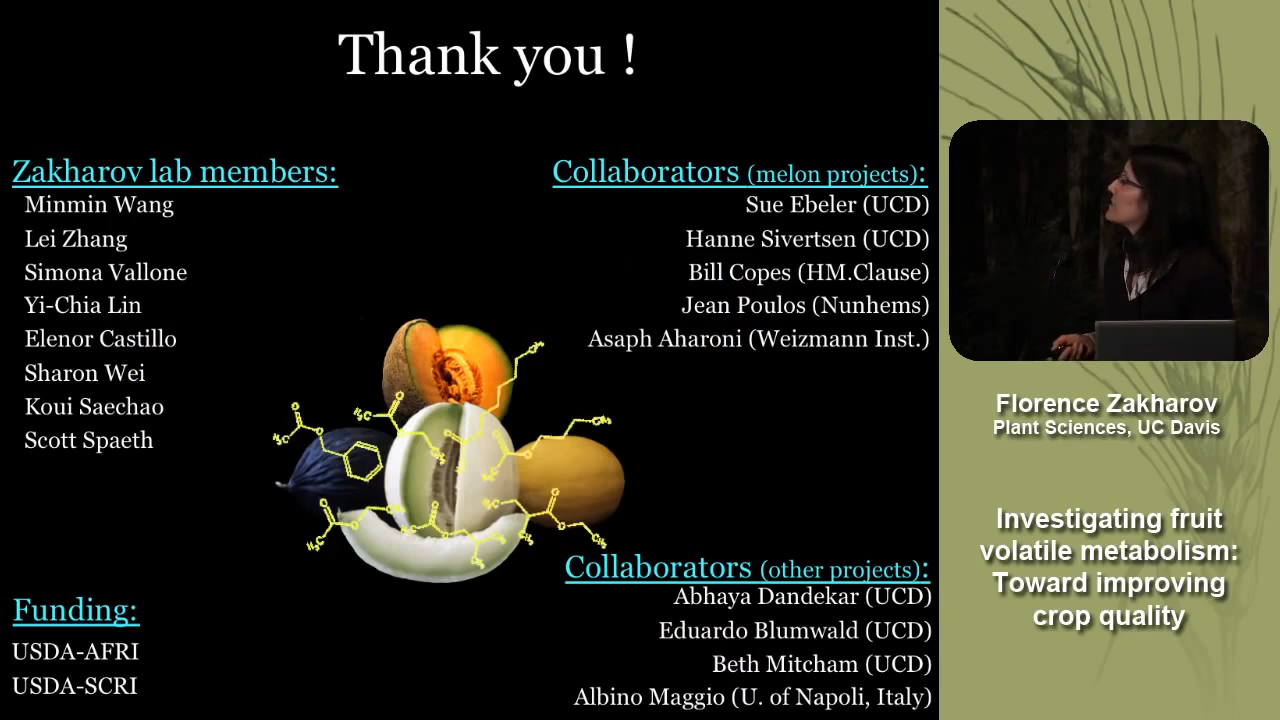 Thank you !
Zakharov lab members:
Minmin Wang
Lei Zhang
Simona Vallone
Yi-Chia Lin
Elenor Castillo
Sharon Wei
Koui Saechao
Scott Spaeth
Funding:
USDA-AFRI
USDA-SCRI
Collaborators (melon projects):
Sue Ebeler (UCD)
Hanne Sivertsen (UCD)
Bill Copes (HM.Clause)
Jean Poulos (Nunhems)
Asaph Aharoni (Weizmann Inst.)
Collaborators (other projects):
Abhaya Dandekar (UCD)
Eduardo Blumwald (UCD)
Beth Mitcham (UCD)
Albino Maggio (U. of Napoli, Italy)
Florence Zakharov
Plant Sciences, UC Davis
Investigating fruit
volatile metabolism:
Toward improving
crop quality